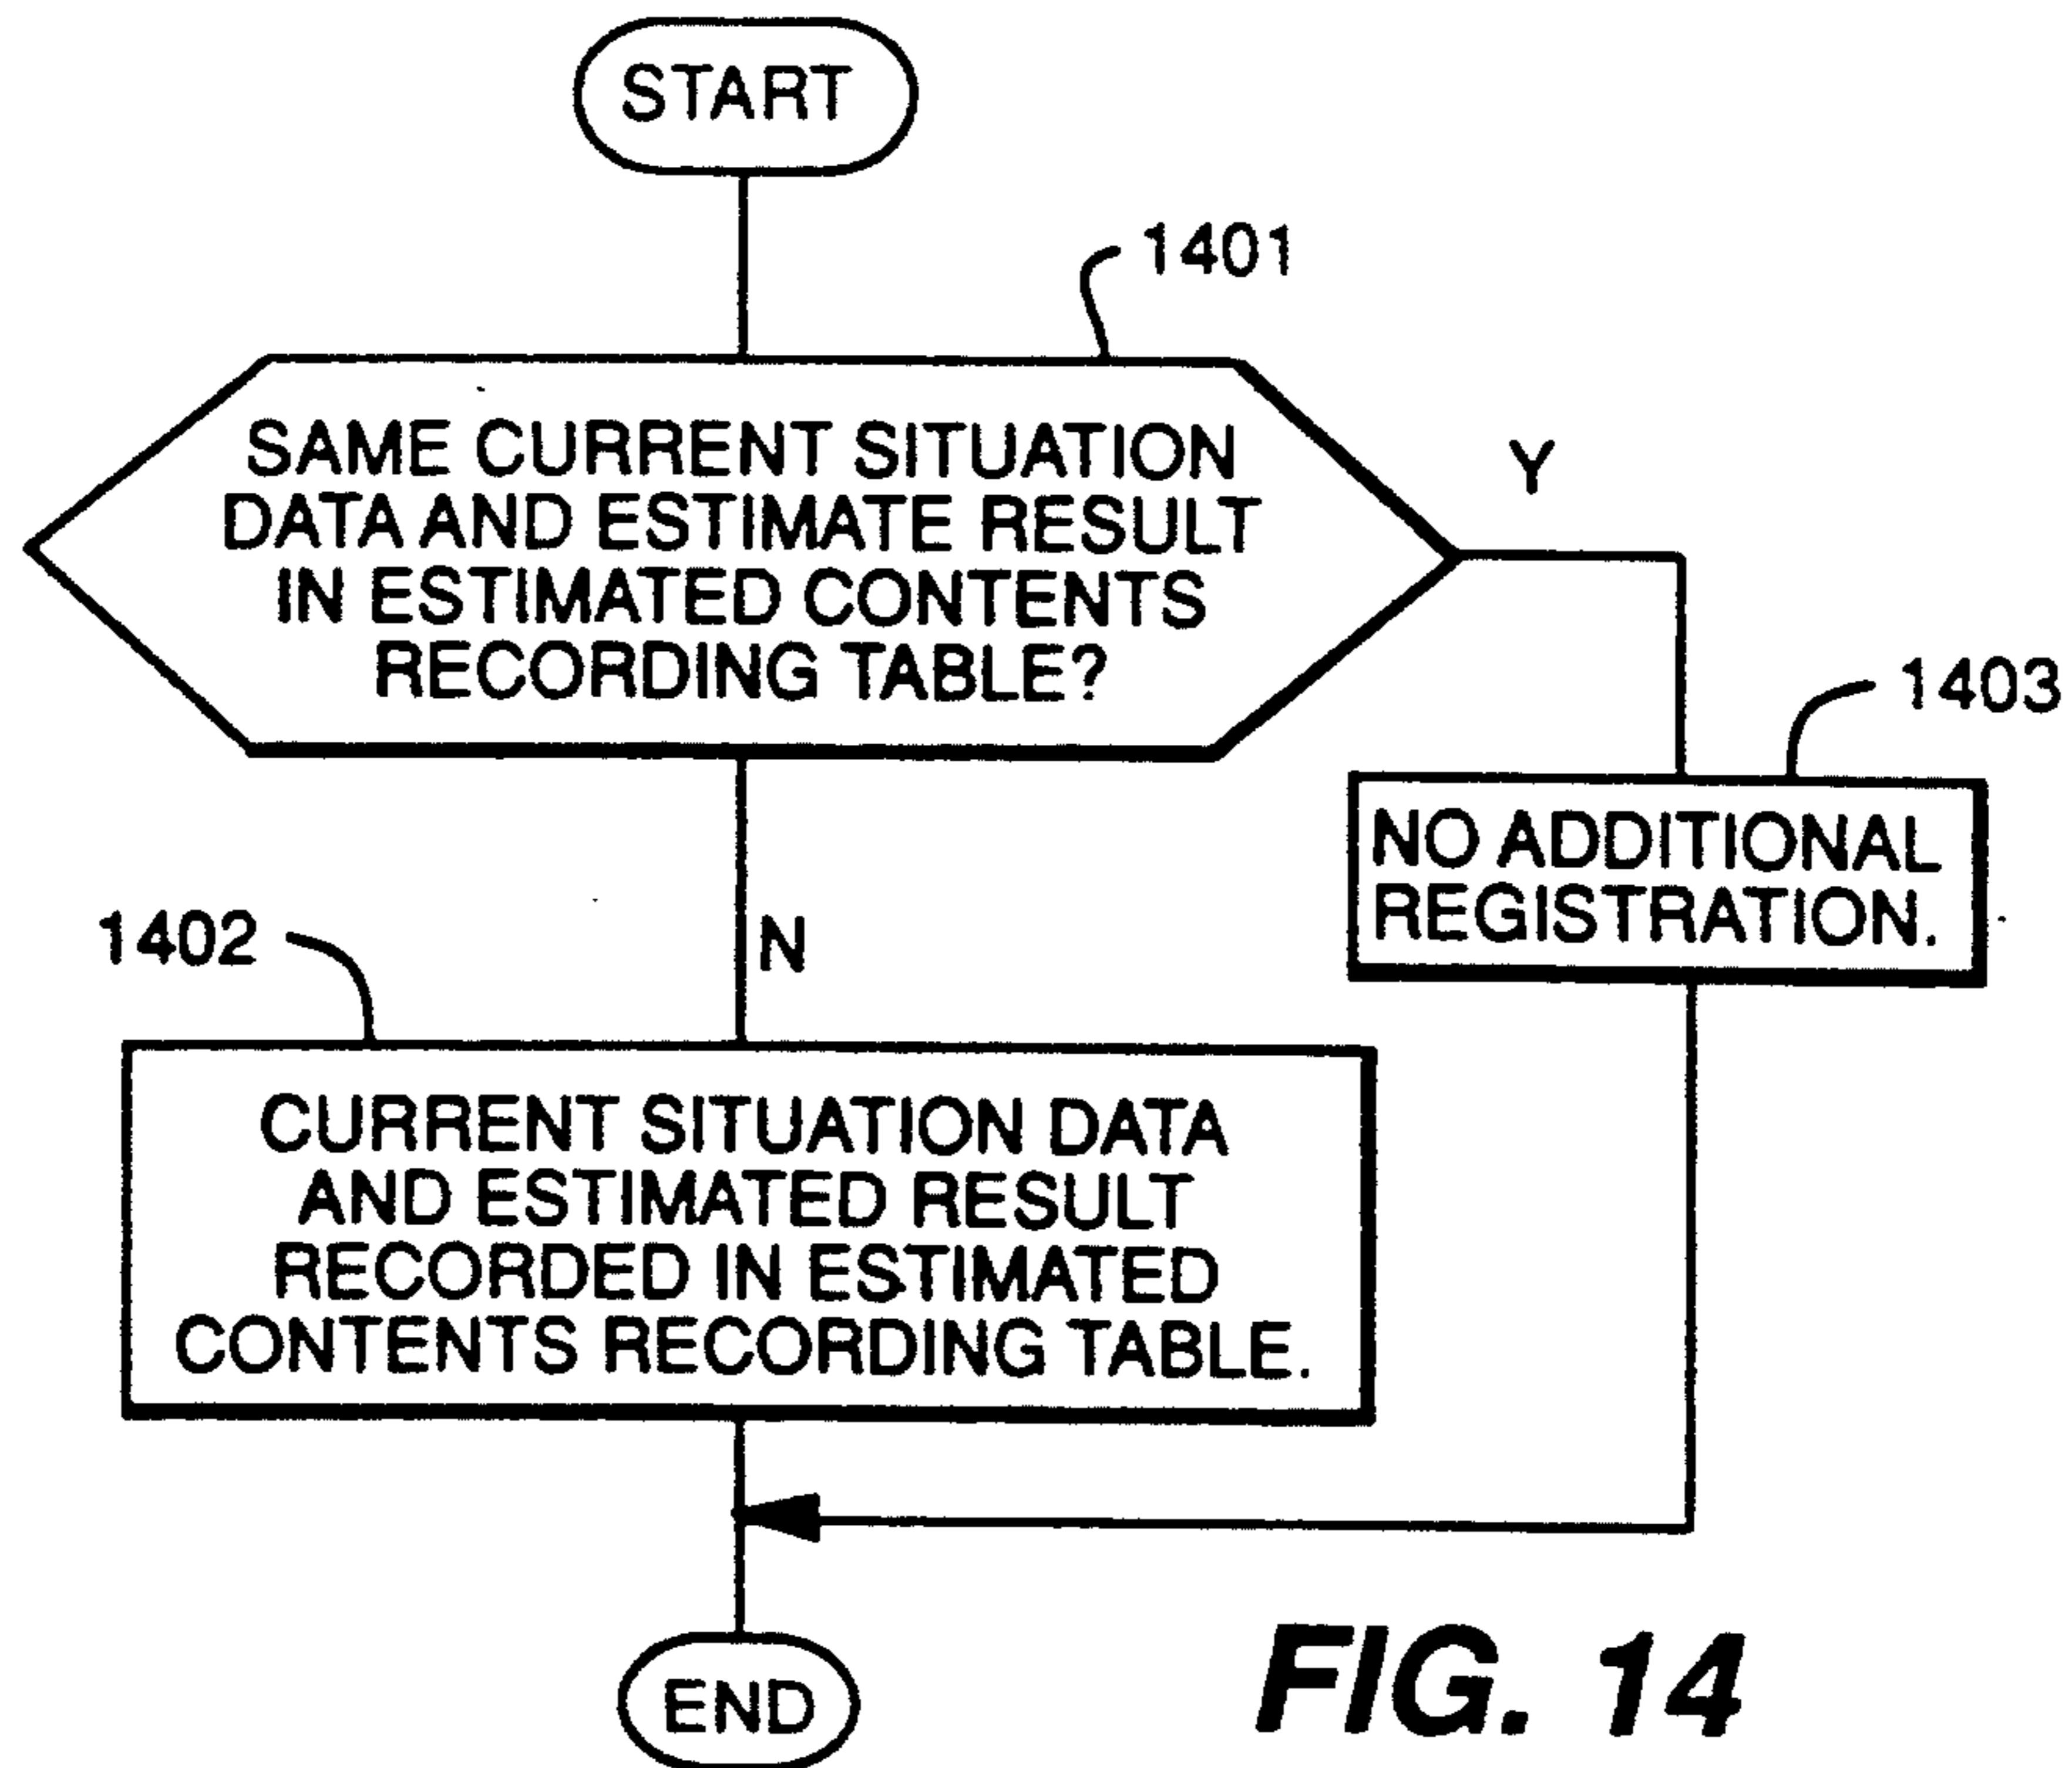 START
1401
SAME CURRENT SITUATION
DATA AND ESTIMATE RESULT
IN ESTIMATED CONTENTS
RECORDING TABLE?
Y
1403
NO ADDITIONAL
REGISTRATION.
N
1402
CURRENT SITUATION DATA
AND ESTIMATED RESULT
RECORDED IN ESTIMATED
CONTENTS RECORDING TABLE.
END
FIG. 14